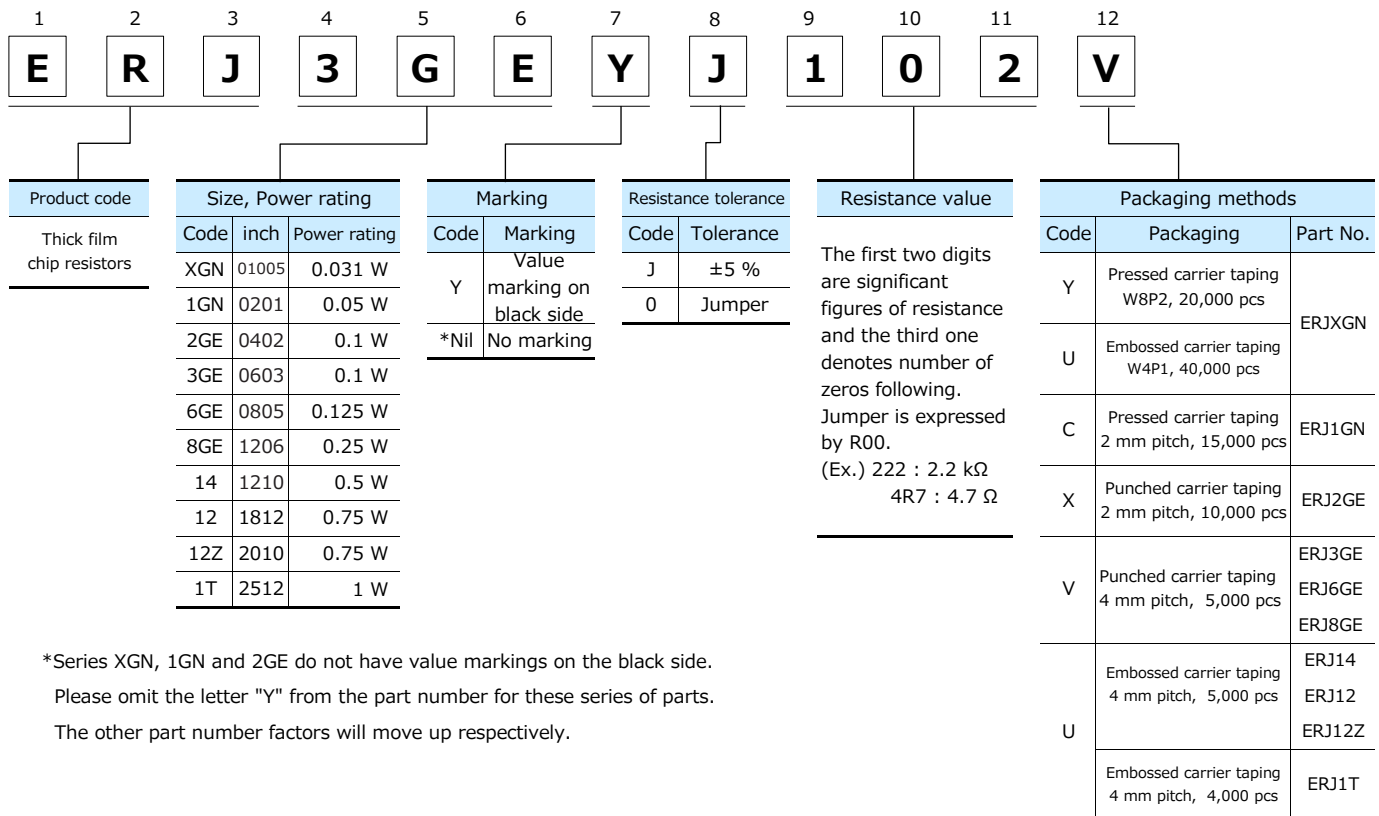 1 2 3 4 5 6 7 8 9 10 11 12
E R J 3 G E Y J 1 0 2 V
Product code
Thick film
chip resistors
Size, Power rating
Code inch Power rating
XGN 01005 0.031 W
1GN 0201 0.05 W
2GE 0402 0.1 W
3GE 0603 0.1 W
6GE 0805 0.125 W
8GE 1206 0.25 W
14 1210 0.5 W
12 1812 0.75 W
12Z 2010 0.75 W
1T 2512 1 W
Marking
Code Marking
Y Value
marking on
black side
*Nil No marking
Resistance tolerance
Code Tolerance
J ±5 %
0 Jumper
Resistance value
The first two digits
are significant
figures of resistance
and the third one
denotes number of
zeros following.
Jumper is expressed
by R00.
(Ex.) 222 : 2.2 kΩ
4R7 : 4.7 Ω
Packaging methods
Code Packaging Part No.
Y Pressed carrier taping
W8P2, 20,000 pcs
ERJXGN
U Embossed carrier taping
W4P1, 40,000 pcs
C Pressed carrier taping
2 mm pitch, 15,000 pcs
ERJ1GN
X Punched carrier taping
2 mm pitch, 10,000 pcs
ERJ2GE
V Punched carrier taping
4 mm pitch, 5,000 pcs
ERJ3GE
ERJ6GE
ERJ8GE
U Embossed carrier taping
4 mm pitch, 5,000 pcs
ERJ14
ERJ12
ERJ12Z
Embossed carrier taping
4 mm pitch, 4,000 pcs
ERJ1T
*Series XGN, 1GN and 2GE do not have value markings on the black side.
Please omit the letter "Y" from the part number for these series of parts.
The other part number factors will move up respectively.